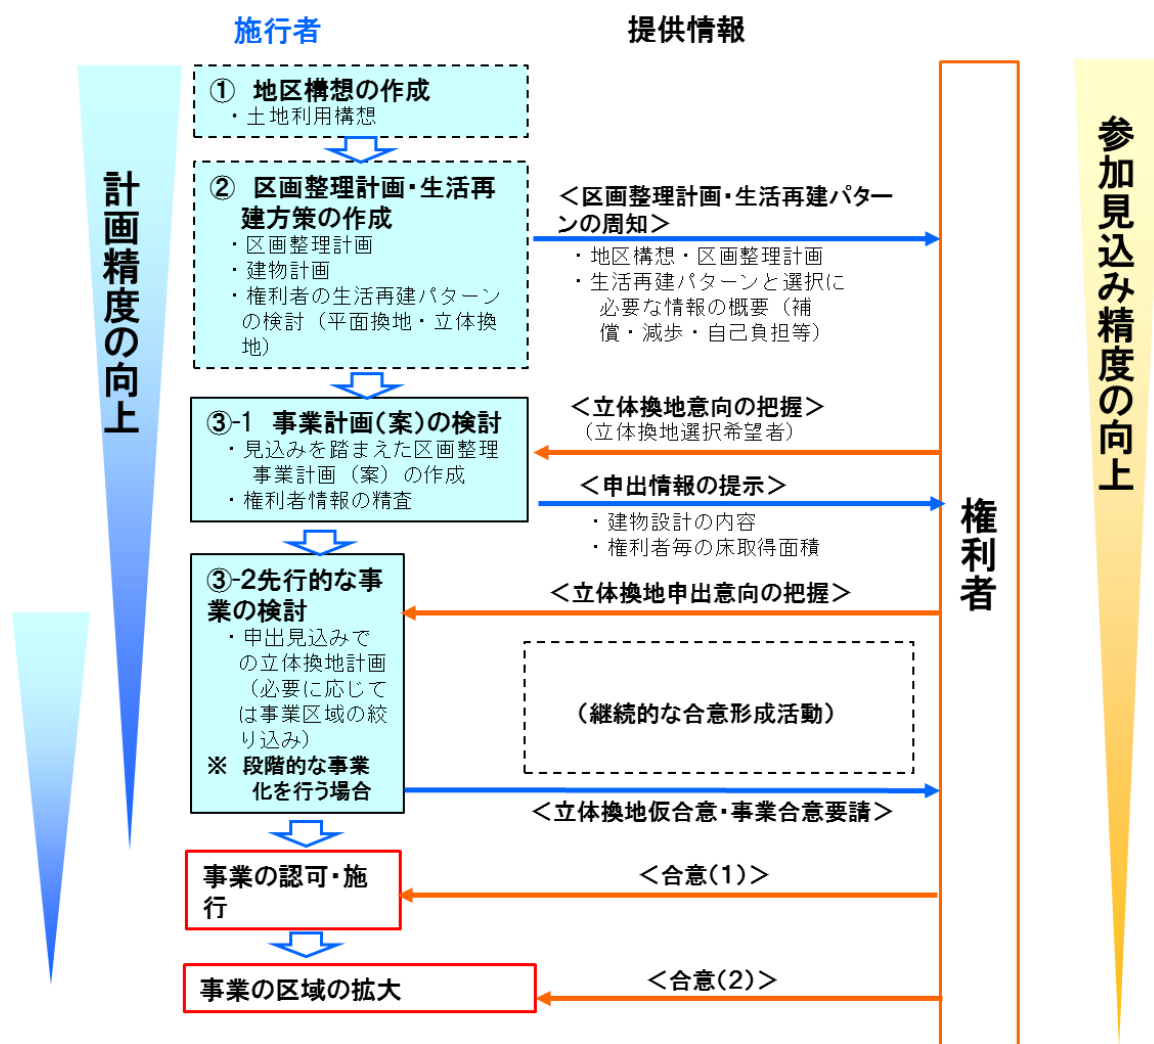 施行者
提供情報
計画精度の向上
① 地区構想の作成
・土地利用構想
② 区画整理計画・生活再
建方策の作成
・区画整理計画
・建物計画
・権利者の生活再建パターン
の検討（平面換地・立体換
地）
＜区画整理計画・生活再建パター
ンの周知＞
・地区構想・区画整理計画
・生活再建パターンと選択に
必要な情報の概要（補
償・減歩・自己負担等）
③-1 事業計画（案）の検討
・見込みを踏まえた区画整理
事業計画（案）の作成
・権利者情報の精査
＜立体換地意向の把握＞
（立体換地選択希望者）
＜申出情報の提示＞
・建物設計の内容
・権利者毎の床取得面積
③-2先行的な事
業の検討
・申出見込みで
の立体換地計画
（必要に応じて
は事業区域の絞
り込み）
※ 段階的な事業
化を行う場合
＜立体換地申出意向の把握＞
（継続的な合意形成活動）
＜立体換地仮合意・事業合意要請＞
事業の認可・施
行
＜合意（1）＞
事業の区域の拡大
＜合意（2）＞
権利者
参加見込み精度の向上